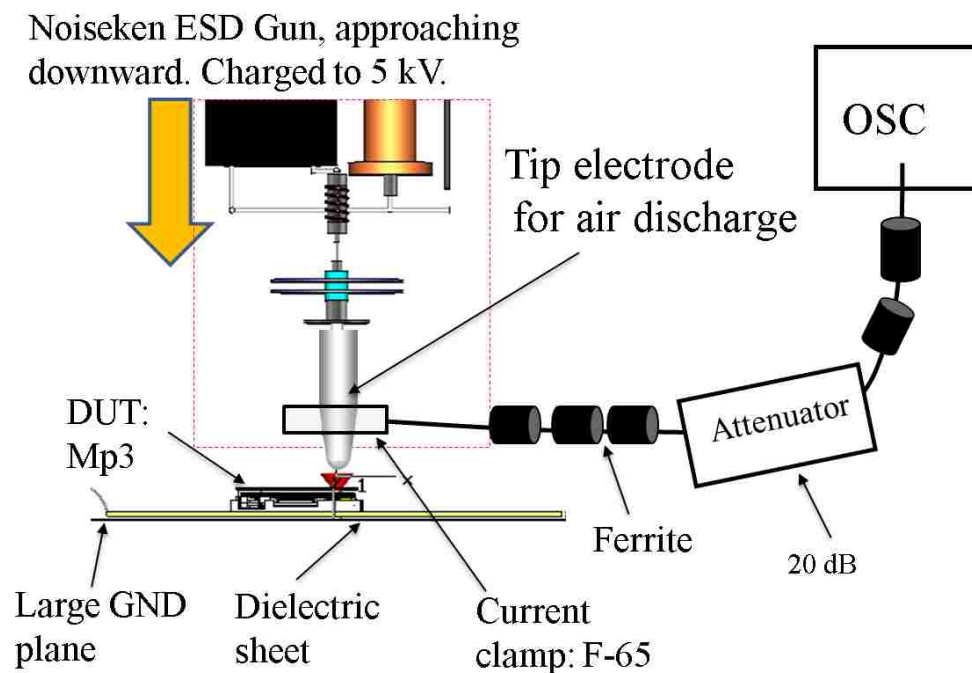 Noiseken ESD Gun, approaching
downward. Charged to 5 kV.
OSC
Tip electrode
for air discharge
DUT:
Mp3
1
Attenuator
Ferrite
20 dB
Large GND
plane
Dielectric
sheet
Current
clamp: F-65